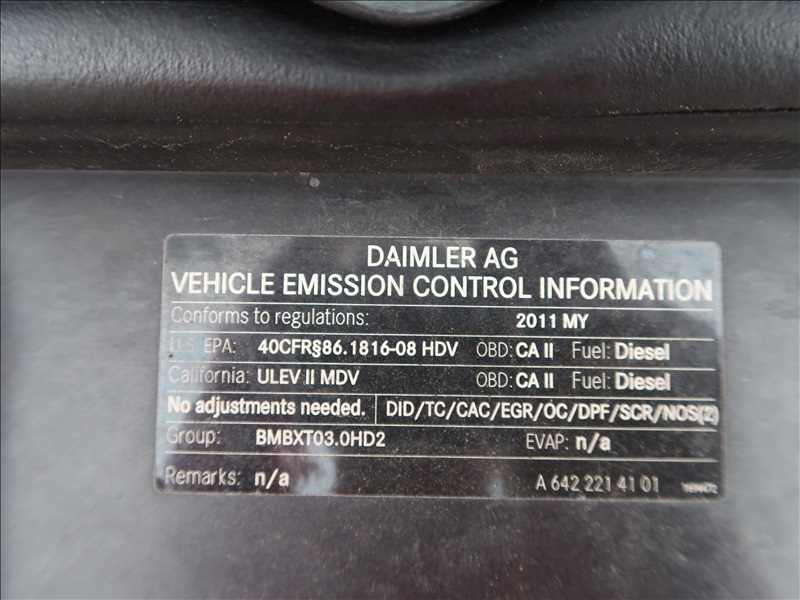 DAIMLER AG
VEHICLE EMISSION CONTROL INFORMATION
Conforms to regulations: 2011 MY
U.S. EPA: 40CFR§86.1816-08 HDV OBD: CA II Fuel: Diesel
California: ULEV II MDV OBD: CA II Fuel: Diesel
No adjustments needed. DID/TC/CAC/EGR/OC/DPF/SCR/NOS(2)
Group: BMBXT03.0HD2 EVAP: n/a
Remarks: n/a A 642 221 41 01